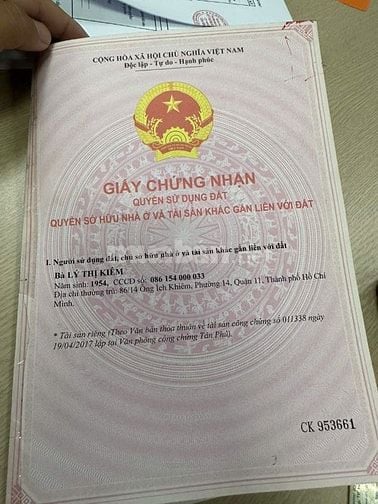 CỘNG HÒA XÃ HỘI CHỦ NGHĨA VIỆT NAM
Độc lập - Tự do - Hạnh phúc
GIẤY CHỨNG NHẬN
QUYỀN SỬ DỤNG ĐẤT
QUYỀN SỞ HỮU NHÀ Ở VÀ TÀI SẢN KHÁC GẮN LIỀN VỚI ĐẤT
I. Người sử dụng đất, chủ sở hữu nhà ở và tài sản khác gắn liền với đất
Bà LÝ THỊ KIỂM
Năm sinh: 1954, CCCD số: 086 154 000 033
Địa chỉ thường trú: 86/14 Ông Ích Khiêm, Phường 14, Quận 11, Thành phố Hồ Chí
Minh.
* Tài sản riêng (Theo Văn bản thỏa thuận về tài sản công chứng số 011338 ngày
19/04/2017 lập tại Văn phòng công chứng Tân Phú).
CK 953661